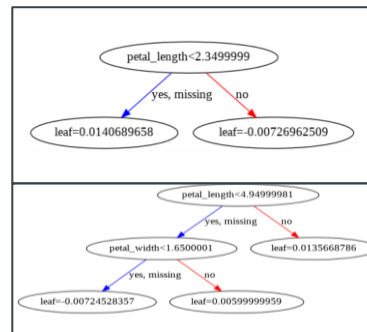 petal_length<2.3499999
yes, missing no
leaf=0.0140689658 leaf=-0.00726962509
petal_length<4.94999981
yes, missing no
petal_width<1.6500001 leaf=0.0135668786
yes, missing no
leaf=-0.00724528357 leaf=0.00599999959